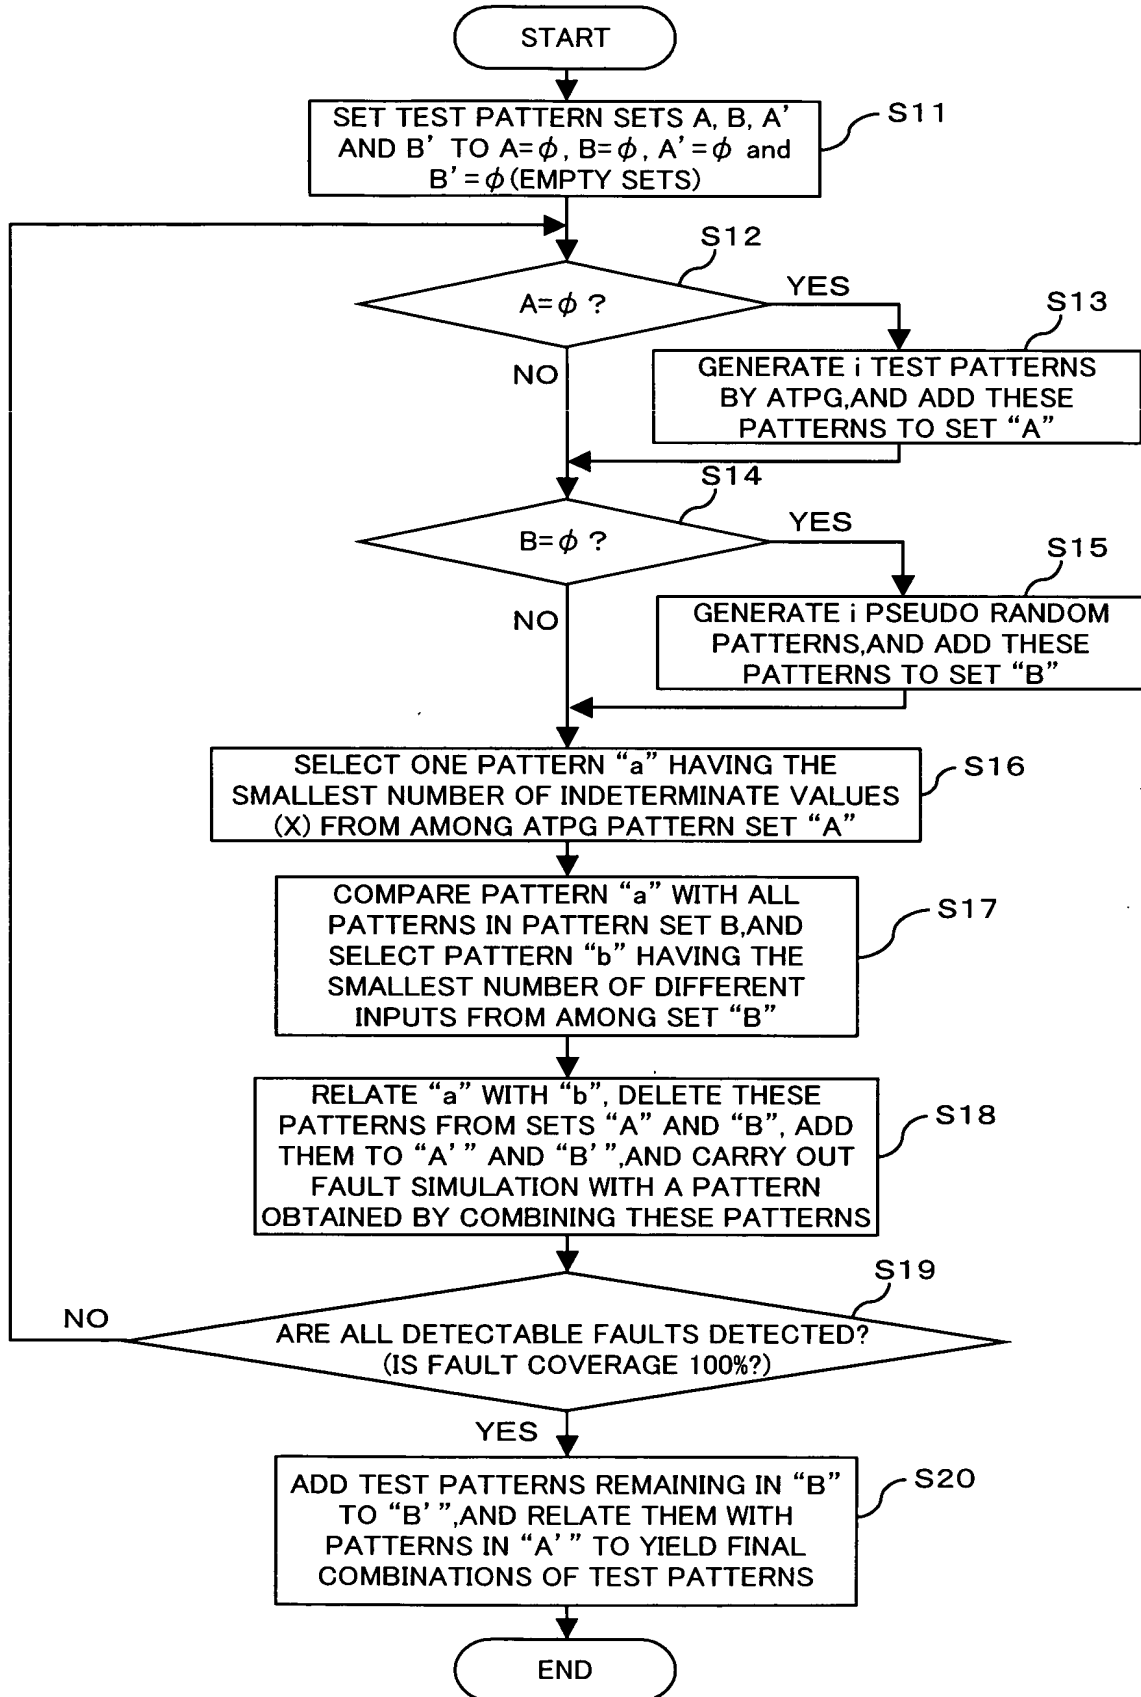 START
SET TEST PATTERN SETS A, B, A'
AND B' TO A=ϕ, B=ϕ, A'=ϕ and
B'=ϕ(EMPTY SETS)
S11
S12
A=ϕ ?
YES
NO
S13
GENERATE i TEST PATTERNS
BY ATPG,AND ADD THESE
PATTERNS TO SET “A”
S14
B=ϕ ?
YES
NO
S15
GENERATE i PSEUDO RANDOM
PATTERNS,AND ADD THESE
PATTERNS TO SET “B”
SELECT ONE PATTERN “a” HAVING THE
SMALLEST NUMBER OF INDETERMINATE VALUES
(X) FROM AMONG ATPG PATTERN SET “A”
S16
COMPARE PATTERN “a” WITH ALL
PATTERNS IN PATTERN SET B,AND
SELECT PATTERN “b” HAVING THE
SMALLEST NUMBER OF DIFFERENT
INPUTS FROM AMONG SET “B”
S17
RELATE “a” WITH “b”, DELETE THESE
PATTERNS FROM SETS “A” AND “B”, ADD
THEM TO “A'” AND “B'”,AND CARRY OUT
FAULT SIMULATION WITH A PATTERN
OBTAINED BY COMBINING THESE PATTERNS
S18
S19
NO
ARE ALL DETECTABLE FAULTS DETECTED?
(IS FAULT COVERAGE 100%?)
YES
ADD TEST PATTERNS REMAINING IN “B”
TO “B'”,AND RELATE THEM WITH
PATTERNS IN “A'” TO YIELD FINAL
COMBINATIONS OF TEST PATTERNS
S20
END